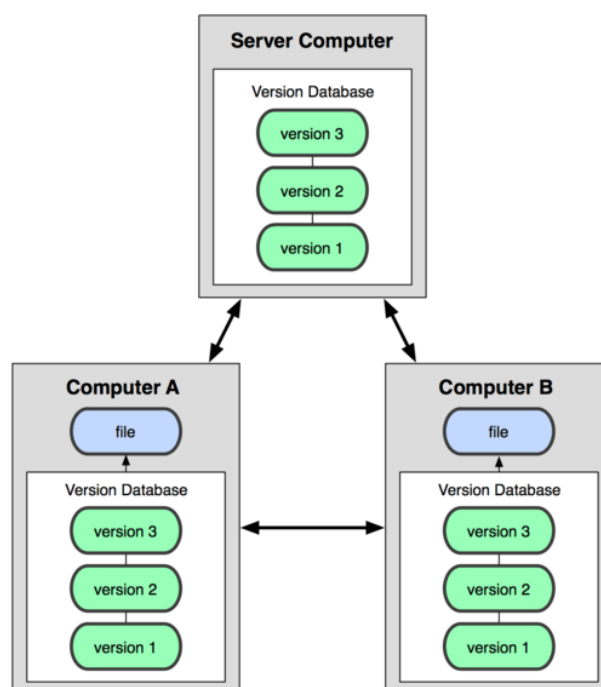 Server Computer
Version Database
version 3
version 2
version 1
Computer A
file
Version Database
version 3
version 2
version 1
Computer B
file
Version Database
version 3
version 2
version 1